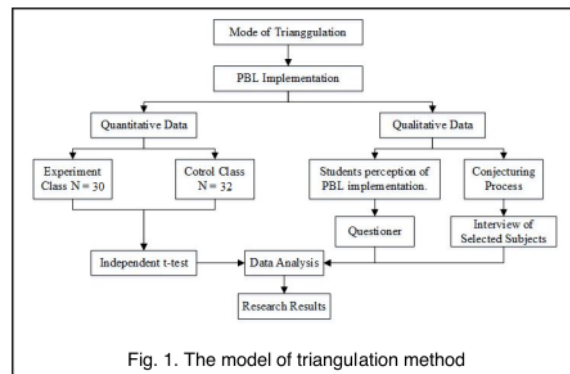 Mode of Trianggulation
PBL Implementation
Quantitative Data
Qualitative Data
Experiment
Class N = 30
Cotrol Class
N = 32
Students perception of
PBL implementation.
Conjecturing
Process
Questioner
Interview of
Selected Subjects
Independent t-test
Data Analysis
Research Results
Fig. 1. The model of triangulation method